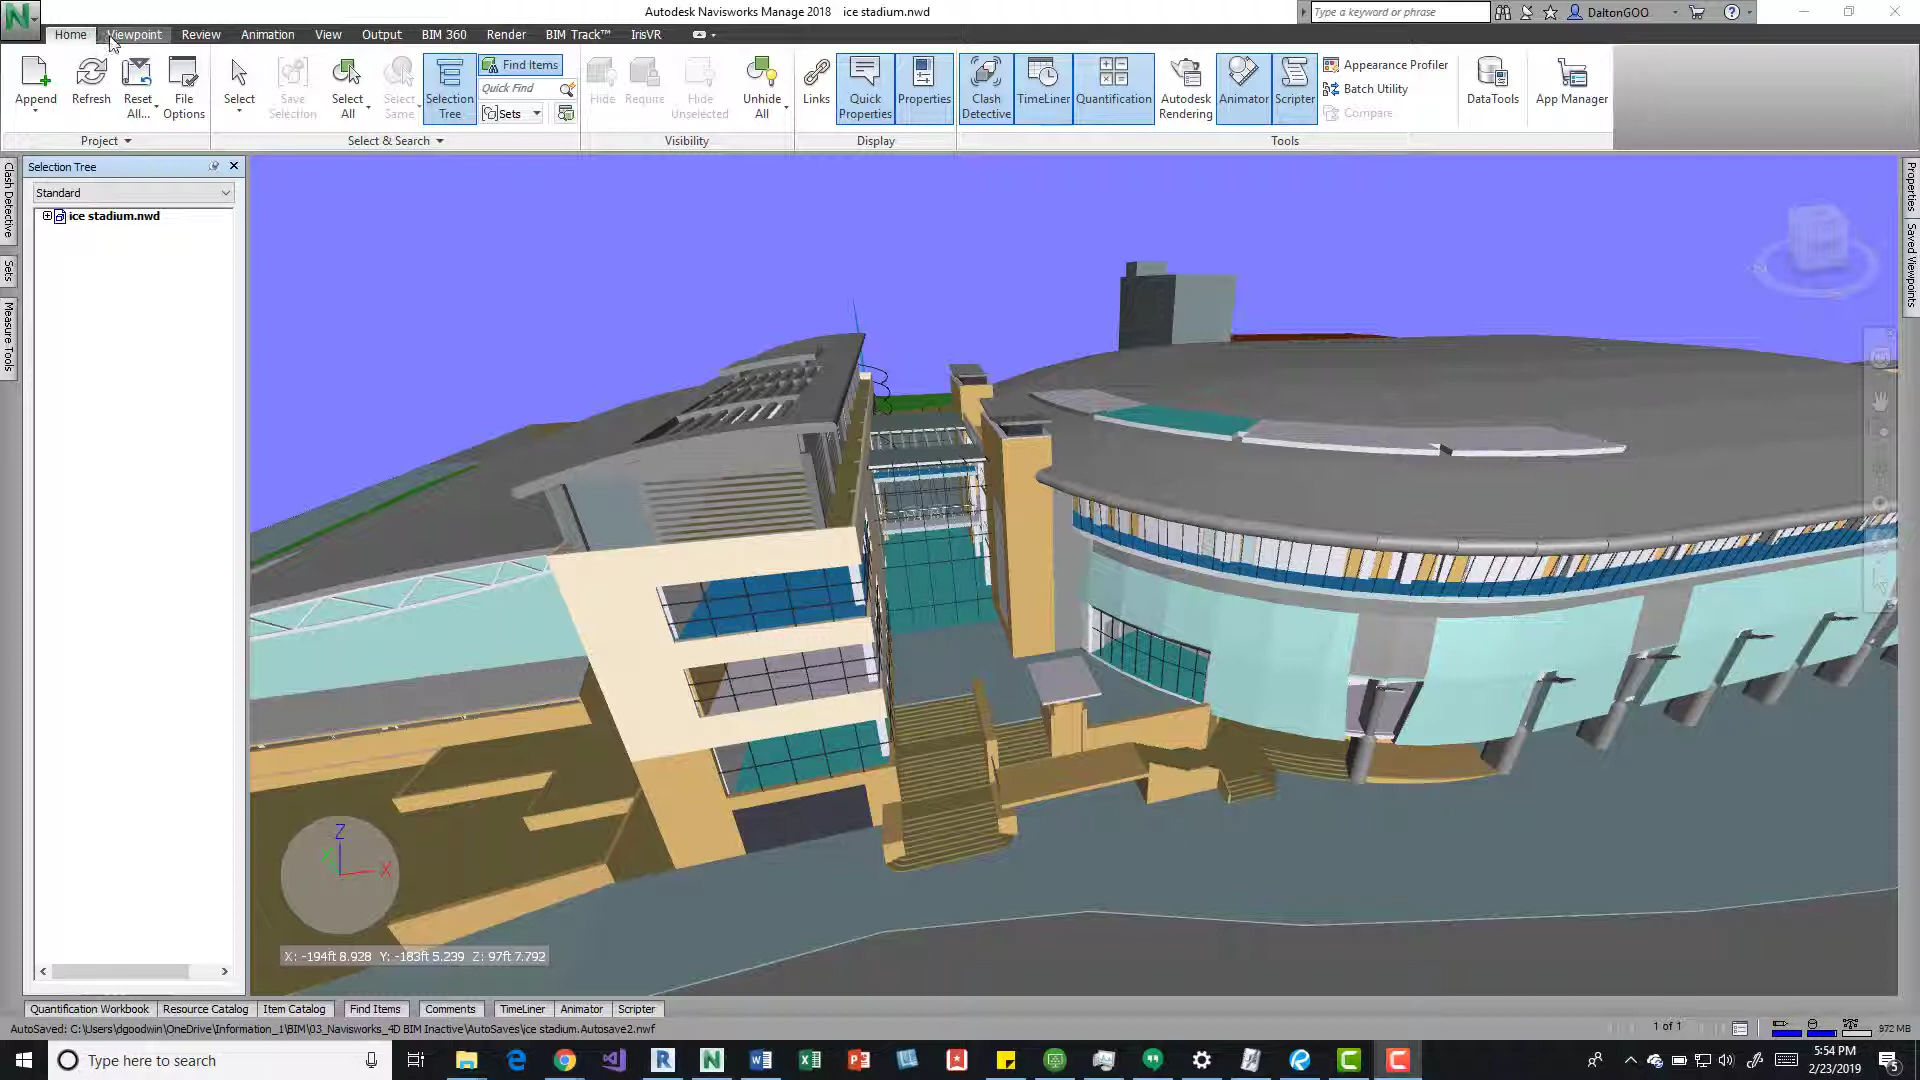 Autodesk Navisworks Manage 2018 ice stadium.nwd
Type a keyword or phrase
DaltonGOO
Home Viewpoint Review Animation View Output BIM 360 Render BIM Track™ IrisVR
Append
Refresh
Reset All...
File Options
Project
Select
Save Selection
Select All
Select Same
Selection Tree
Find Items
Quick Find
Sets
Select & Search
Hide
Require
Hide Unselected
Unhide All
Visibility
Links
Quick Properties
Properties
Display
Clash Detective
TimeLiner
Quantification
Autodesk Rendering
Animator
Scripter
Appearance Profiler
Batch Utility
Compare
DataTools
App Manager
Tools
Clash Detective
Sets
Measure Tools
Selection Tree
Standard
ice stadium.nwd
Properties
Saved Viewpoints
Z
X
X: -194ft 8.928 Y: -183ft 5.239 Z: 97ft 7.792
Quantification Workbook Resource Catalog Item Catalog Find Items Comments TimeLiner Animator Scripter
AutoSaved: C:\Users\dgoodwin\OneDrive\Information_1\BIM\03_Navisworks_4D BIM Inactive\AutoSaves\ice stadium.Autosave2.nwf
1 of 1
972 MB
Type here to search
5:54 PM
2/23/2019
5